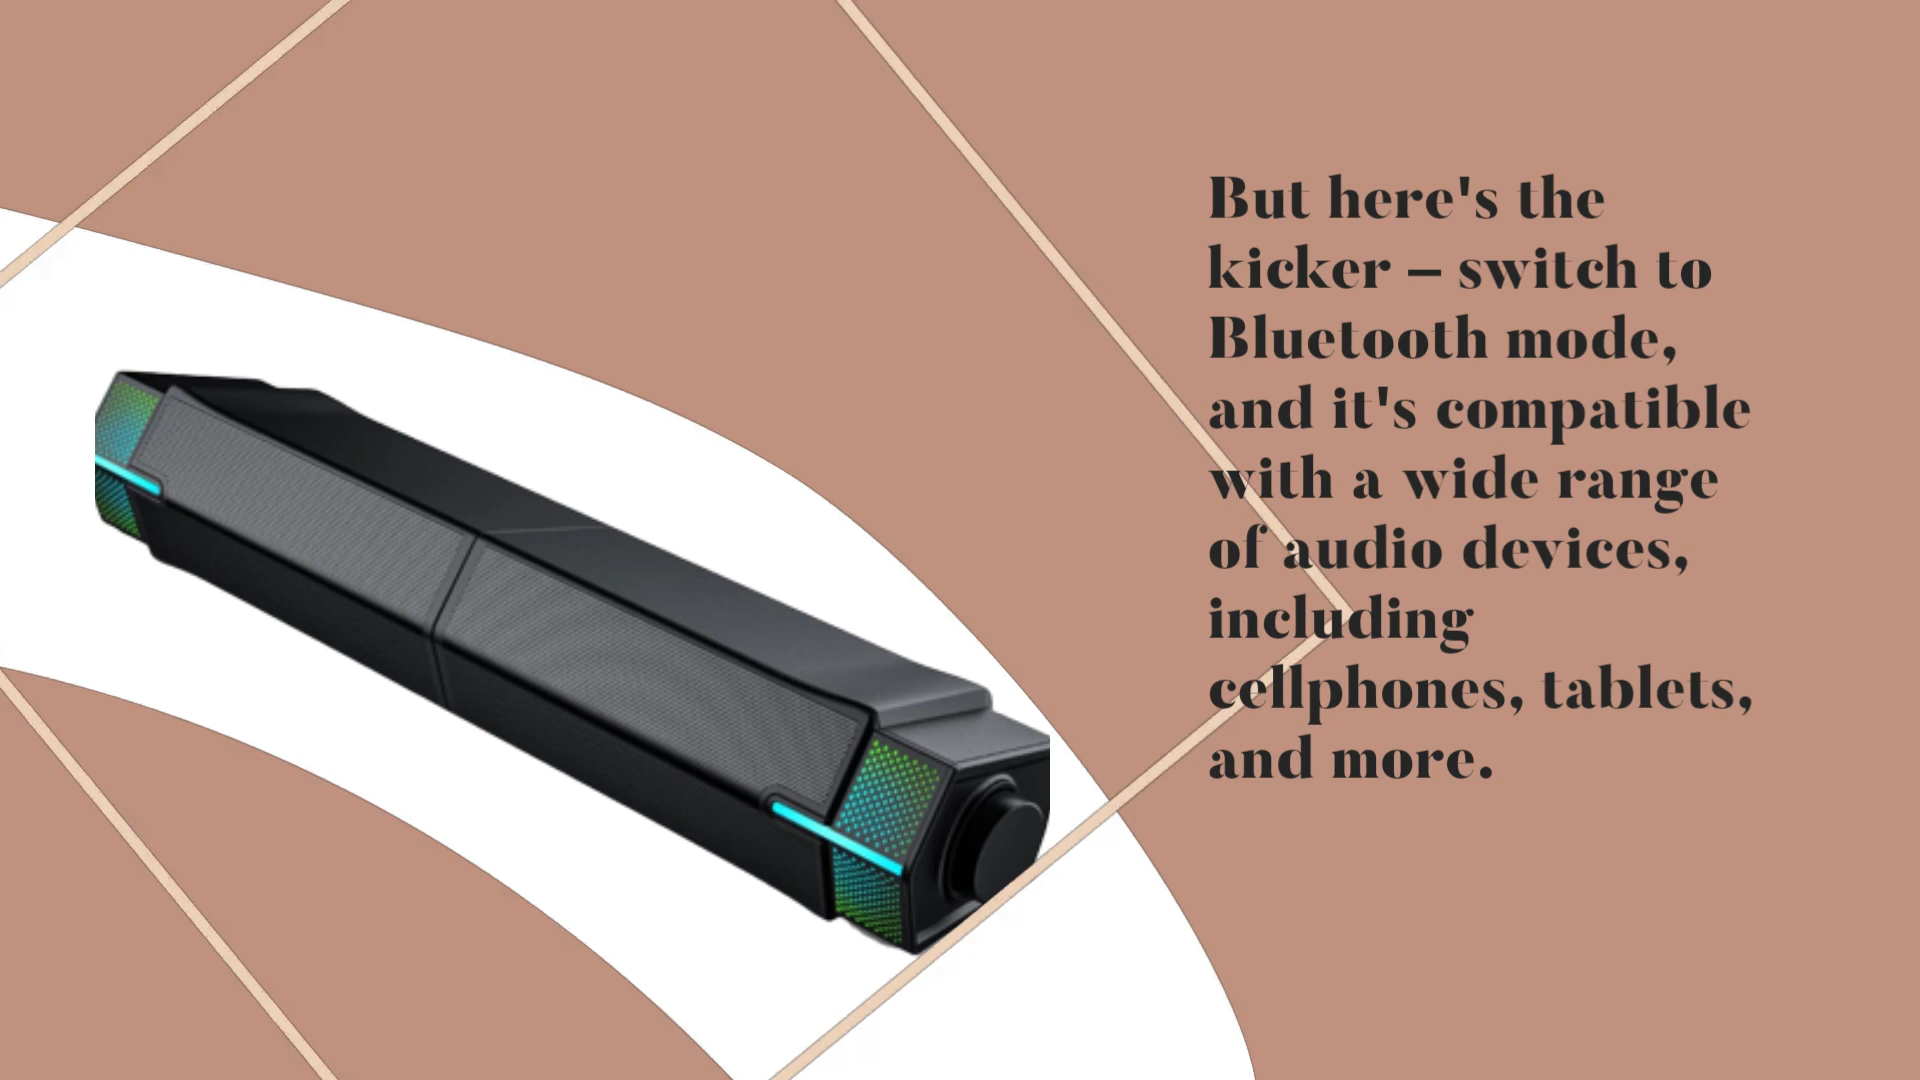 But here's the
kicker – switch to
Bluetooth mode,
and it's compatible
with a wide range
of audio devices,
including
cellphones, tablets,
and more.